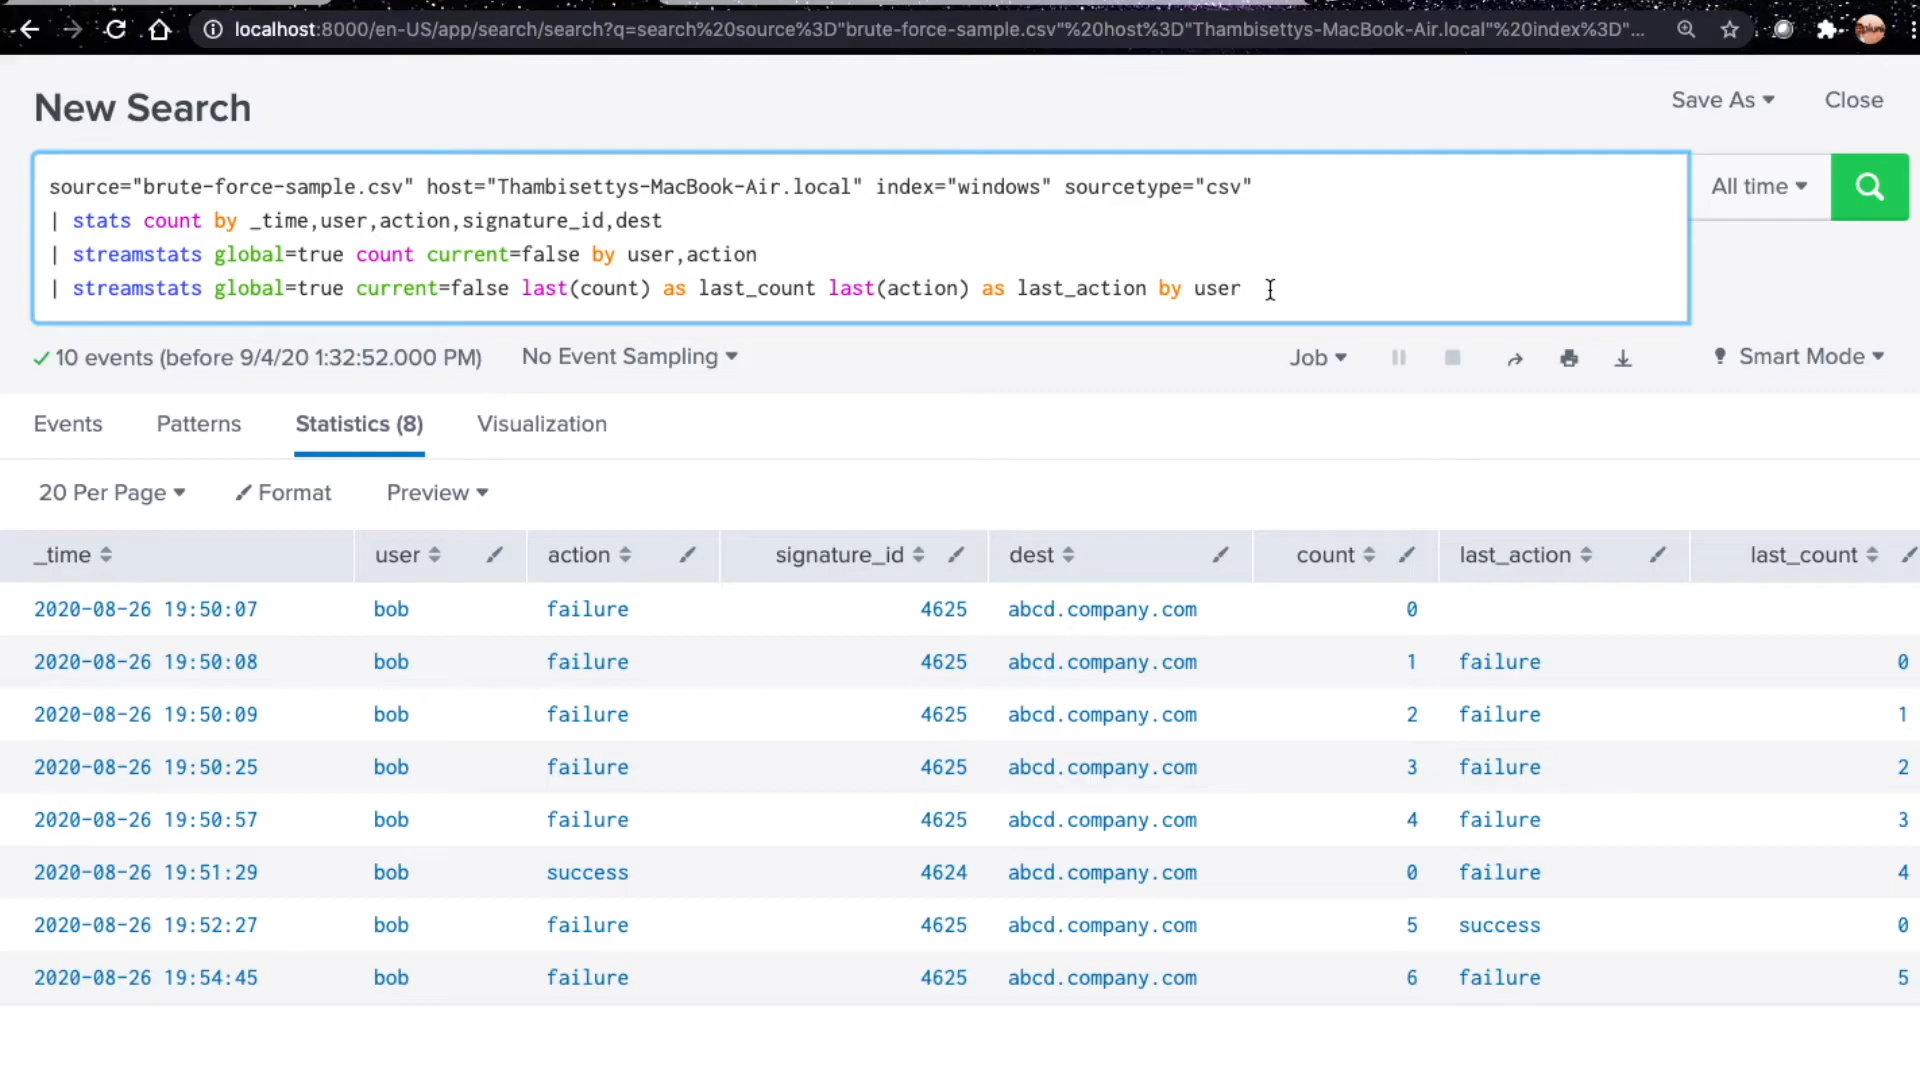 localhost:8000/en-US/app/search/search?q=search%20source%3D"brute-force-sample.csv"%20host%3D"Thambisettys-MacBook-Air.local"%20index%3D"...
New Search
Save As
Close
source="brute-force-sample.csv" host="Thambisettys-MacBook-Air.local" index="windows" sourcetype="csv"
| stats count by _time,user,action,signature_id,dest
| streamstats global=true count current=false by user,action
| streamstats global=true current=false last(count) as last_count last(action) as last_action by user
All time
10 events (before 9/4/20 1:32:52.000 PM)
No Event Sampling
Job
Smart Mode
Events
Patterns
Statistics (8)
Visualization
20 Per Page
Format
Preview
_time user action signature_id dest count last_action last_count
2020-08-26 19:50:07 bob failure 4625 abcd.company.com 0
2020-08-26 19:50:08 bob failure 4625 abcd.company.com 1 failure 0
2020-08-26 19:50:09 bob failure 4625 abcd.company.com 2 failure 1
2020-08-26 19:50:25 bob failure 4625 abcd.company.com 3 failure 2
2020-08-26 19:50:57 bob failure 4625 abcd.company.com 4 failure 3
2020-08-26 19:51:29 bob success 4624 abcd.company.com 0 failure 4
2020-08-26 19:52:27 bob failure 4625 abcd.company.com 5 success 0
2020-08-26 19:54:45 bob failure 4625 abcd.company.com 6 failure 5